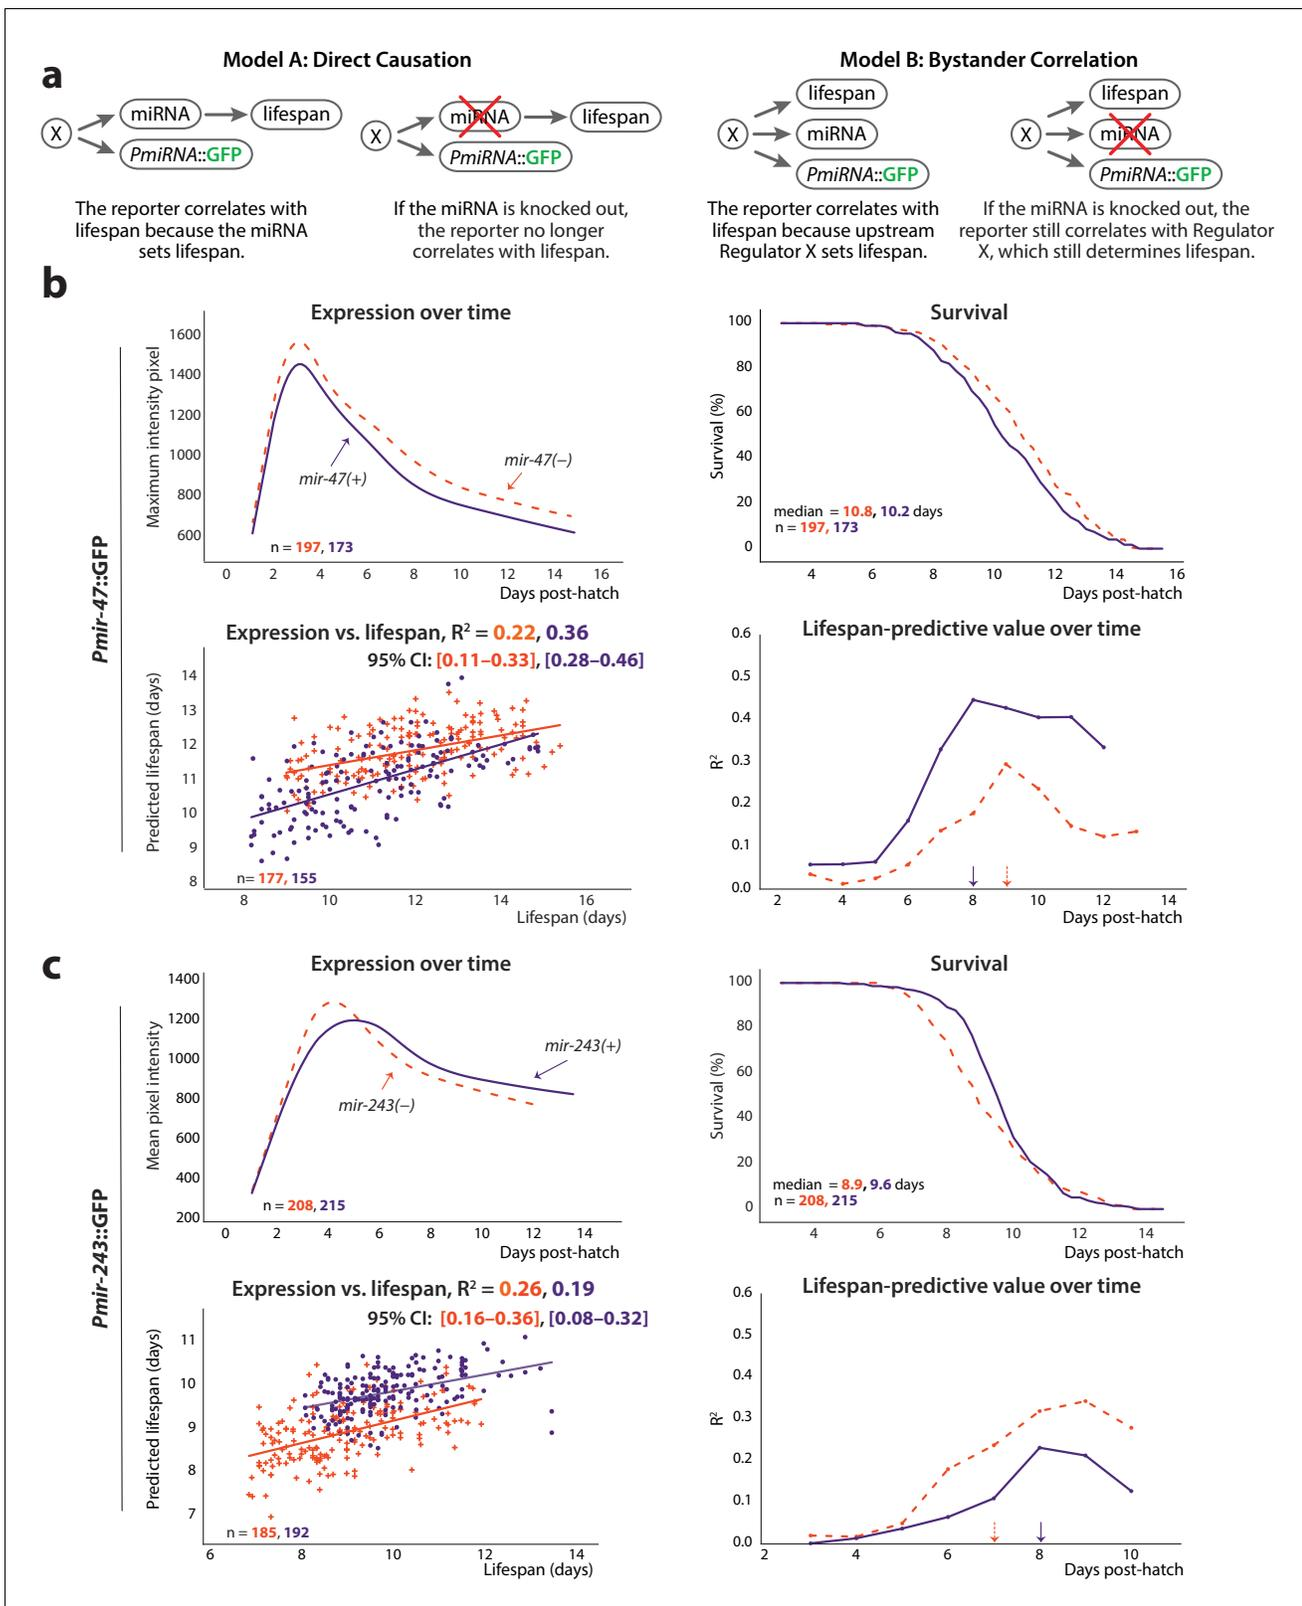 a
Model A: Direct Causation
X
miRNA
lifespan
PmiRNA::GFP
X
miRNA
lifespan
PmiRNA::GFP
The reporter correlates with
lifespan because the miRNA
sets lifespan.
If the miRNA is knocked out,
the reporter no longer
correlates with lifespan.
Model B: Bystander Correlation
X
lifespan
miRNA
PmiRNA::GFP
X
lifespan
miRNA
PmiRNA::GFP
The reporter correlates with
lifespan because upstream
Regulator X sets lifespan.
If the miRNA is knocked out, the
reporter still correlates with Regulator
X, which still determines lifespan.
b
Pmir-47::GFP
Expression over time
Maximum intensity pixel
1600
1400
1200
1000
800
600
mir-47(+)
mir-47(–)
n = 197, 173
0 2 4 6 8 10 12 14 16
Days post-hatch
Survival
Survival (%)
100
80
60
40
20
0
median = 10.8, 10.2 days
n = 197, 173
4 6 8 10 12 14 16
Days post-hatch
Expression vs. lifespan, R² = 0.22, 0.36
95% CI: [0.11–0.33], [0.28–0.46]
Predicted lifespan (days)
14
13
12
11
10
9
8
n= 177, 155
8 10 12 14 16
Lifespan (days)
Lifespan-predictive value over time
R²
0.6
0.5
0.4
0.3
0.2
0.1
0.0
2 4 6 8 10 12 14
Days post-hatch
c
Pmir-243::GFP
Expression over time
Mean pixel intensity
1400
1200
1000
800
600
400
200
mir-243(+)
mir-243(–)
n = 208, 215
0 2 4 6 8 10 12 14
Days post-hatch
Survival
Survival (%)
100
80
60
40
20
0
median = 8.9, 9.6 days
n = 208, 215
4 6 8 10 12 14
Days post-hatch
Expression vs. lifespan, R² = 0.26, 0.19
95% CI: [0.16–0.36], [0.08–0.32]
Predicted lifespan (days)
11
10
9
8
7
n = 185, 192
6 8 10 12 14
Lifespan (days)
Lifespan-predictive value over time
R²
0.6
0.5
0.4
0.3
0.2
0.1
0.0
2 4 6 8 10
Days post-hatch